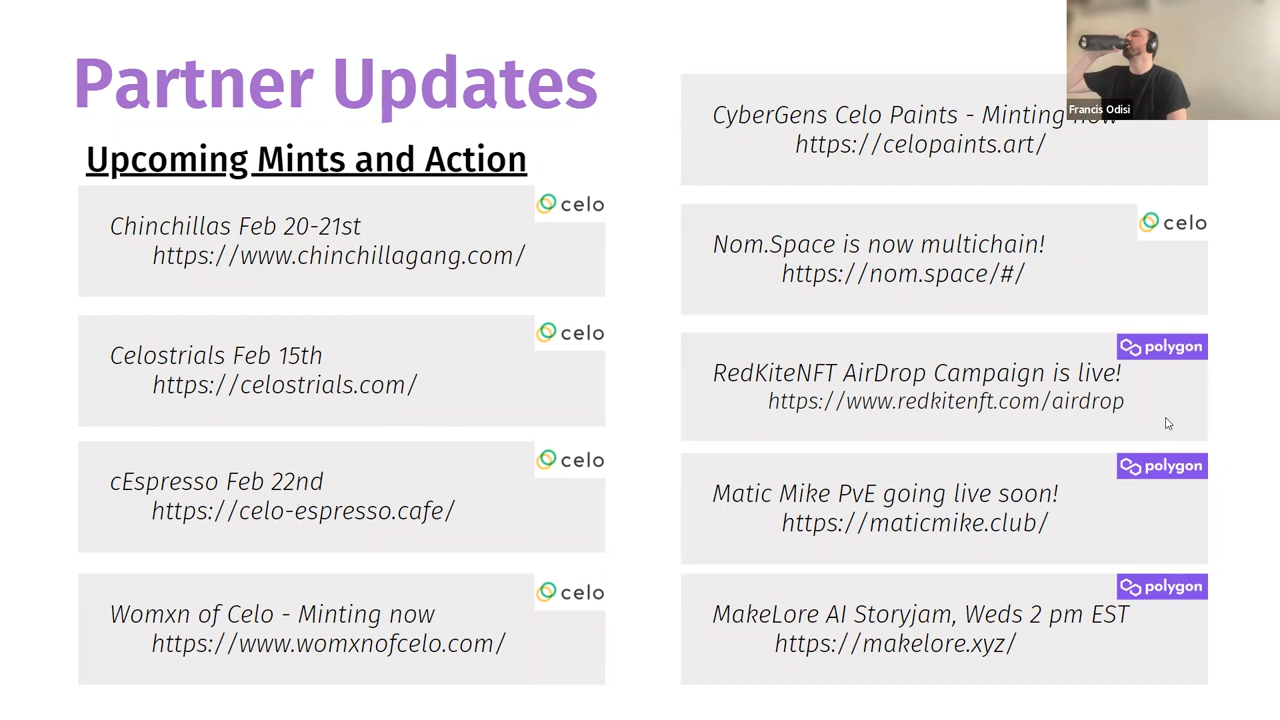 Partner Updates
Upcoming Mints and Action
celo
Chinchillas Feb 20-21st
https://www.chinchillagang.com/
celo
Celostrials Feb 15th
https://celostrials.com/
celo
cEspresso Feb 22nd
https://celo-espresso.cafe/
celo
Womxn of Celo - Minting now
https://www.womxnofcelo.com/
Francis Odisi
CyberGens Celo Paints - Minting now
https://celopaints.art/
celo
Nom.Space is now multichain!
https://nom.space/#/
polygon
RedKiteNFT AirDrop Campaign is live!
https://www.redkitenft.com/airdrop
polygon
Matic Mike PvE going live soon!
https://maticmike.club/
polygon
MakeLore AI Storyjam, Weds 2 pm EST
https://makelore.xyz/